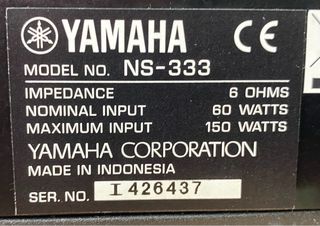 YAMAHA CE
MODEL NO. NS-333
IMPEDANCE 6 OHMS
NOMINAL INPUT 60 WATTS
MAXIMUM INPUT 150 WATTS
YAMAHA CORPORATION
MADE IN INDONESIA
SER. NO. I 426437